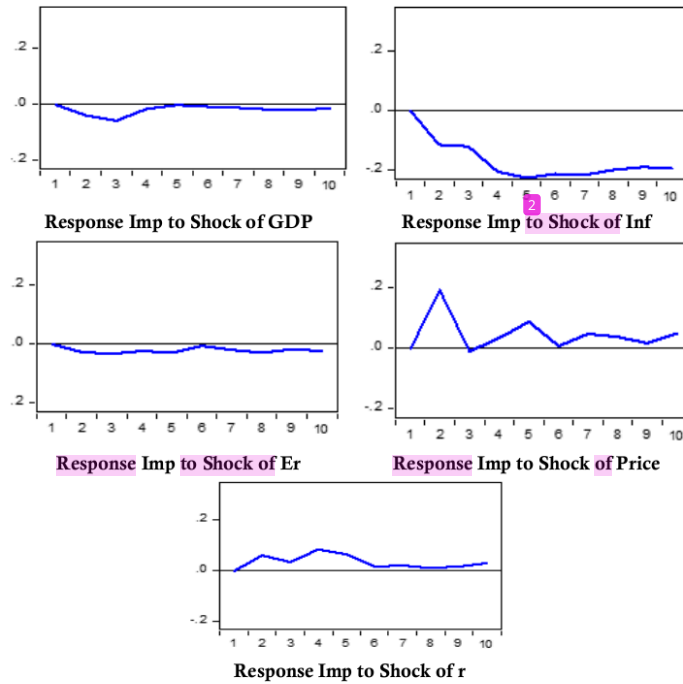 .2
.0
.2
1 2 3 4 5 6 7 8 9 10
Response Imp to Shock of GDP
.2
.0
-.2
1 2 3 4 5 6 7 8 9 10
2
Response Imp to Shock of Inf
.2
.0
.2
1 2 3 4 5 6 7 8 9 10
Response Imp to Shock of Er
.2
.0
-.2
1 2 3 4 5 6 7 8 9 10
Response Imp to Shock of Price
.2
.0
-.2
1 2 3 4 5 6 7 8 9 10
Response Imp to Shock of r